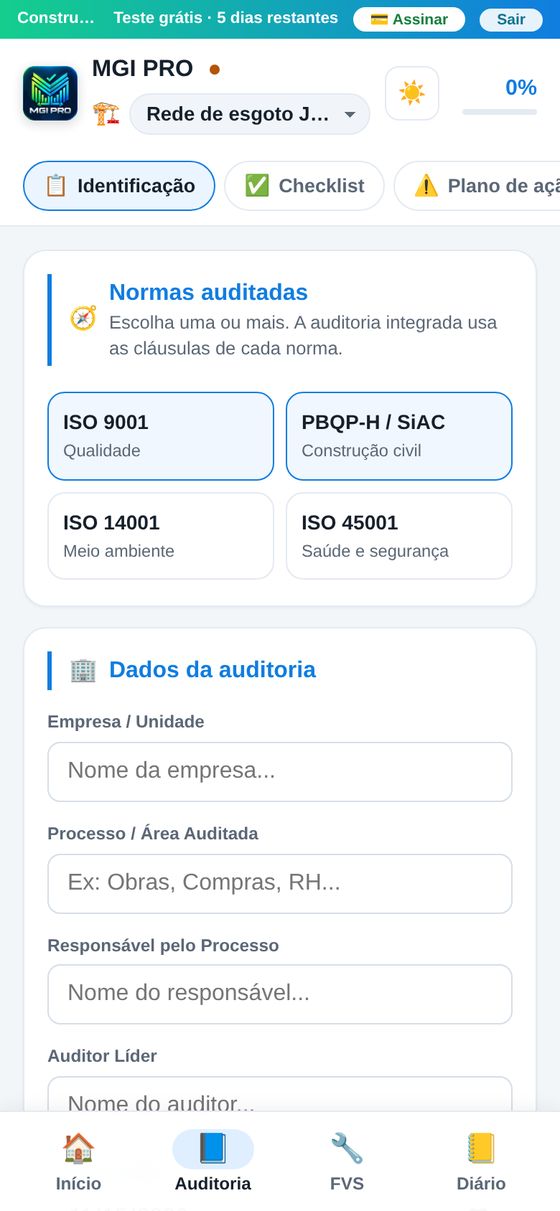 Constru... Teste grátis · 5 dias restantes Assinar Sair
MGI PRO
MGI PRO
Rede de esgoto J...
0%
Identificação Checklist Plano de açã
Normas auditadas
Escolha uma ou mais. A auditoria integrada usa
as cláusulas de cada norma.
ISO 9001 PBQP-H / SiAC
Qualidade Construção civil
ISO 14001 ISO 45001
Meio ambiente Saúde e segurança
Dados da auditoria
Empresa / Unidade
Nome da empresa...
Processo / Área Auditada
Ex: Obras, Compras, RH...
Responsável pelo Processo
Nome do responsável...
Auditor Líder
Nome do auditor...
Início Auditoria FVS Diário